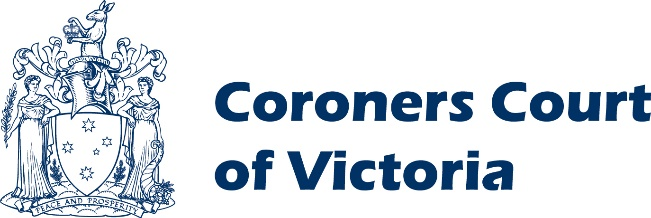 Coroners Court
of Victoria
PEACE AND PROSPERITY